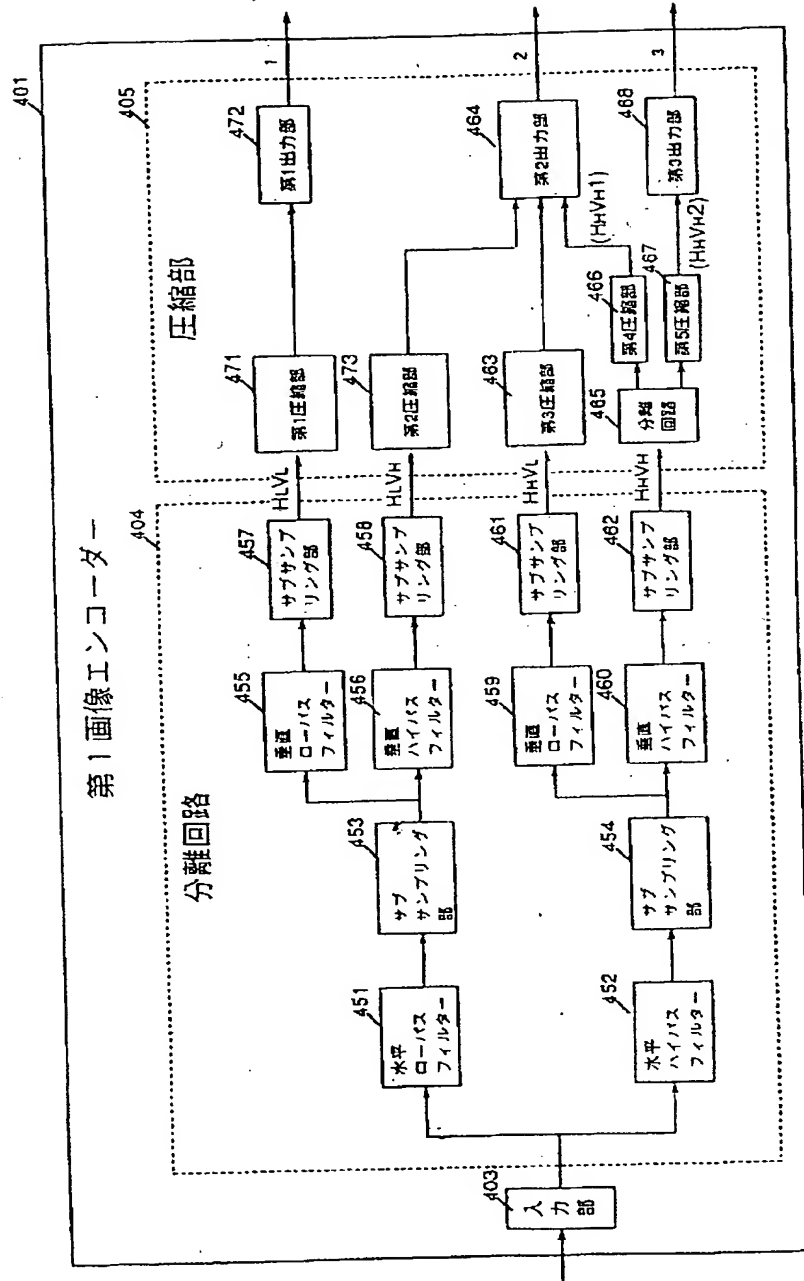 401
第1画像エンコーダー
404
分離回路
405
圧縮部
403
入力部
451
水平
ローパス
フィルター
452
水平
ハイパス
フィルター
453
サブ
サンプリング
部
454
サブ
サンプリング
部
455
垂直
ローパス
フィルター
456
垂直
ハイパス
フィルター
459
垂直
ローパス
フィルター
460
垂直
ハイパス
フィルター
457
サブサンプ
リング部
458
サブサンプ
リング部
461
サブサンプ
リング部
462
サブサンプ
リング部
HLVL
HLVH
HHVL
HHVH
471
第1圧縮部
473
第2圧縮部
463
第3圧縮部
465
分離
回路
466
第4圧縮部
467
第5圧縮部
(HHVH1)
(HHVH2)
472
第1出力部
464
第2出力部
468
第3出力部
1
2
3